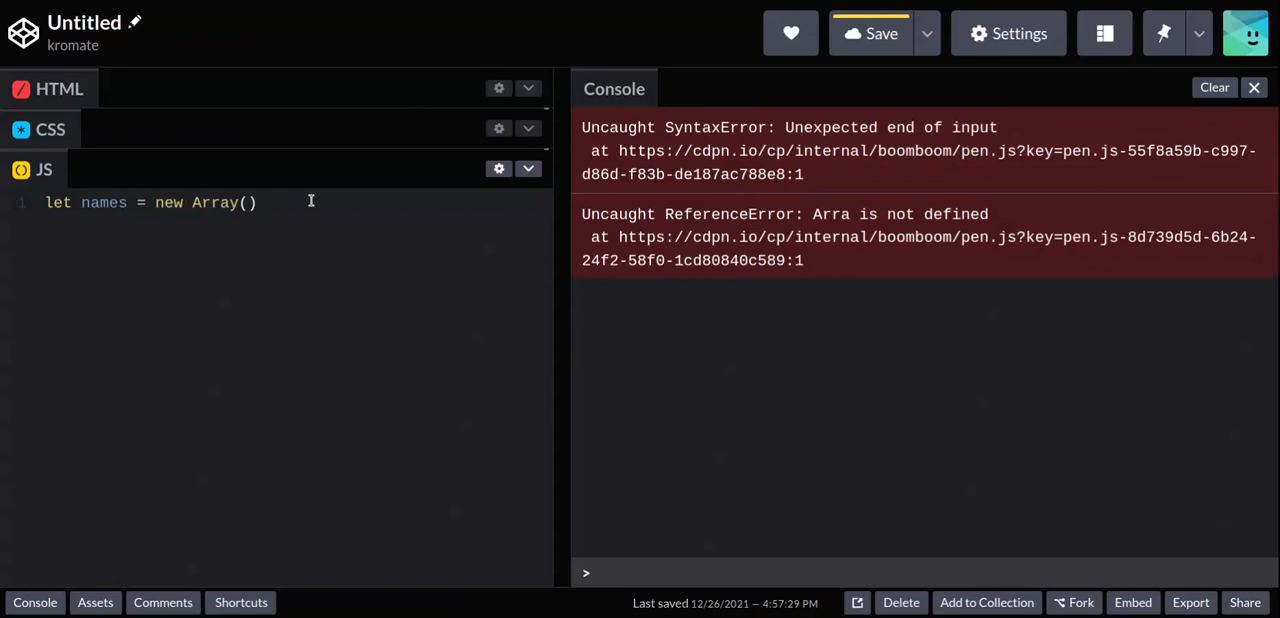 Untitled
kromate
Save
Settings
HTML
CSS
JS
1 let names = new Array()
Console
Clear
Uncaught SyntaxError: Unexpected end of input
at https://cdpn.io/cp/internal/boomboom/pen.js?key=pen.js-55f8a59b-c997-
d86d-f83b-de187ac788e8:1
Uncaught ReferenceError: Arra is not defined
at https://cdpn.io/cp/internal/boomboom/pen.js?key=pen.js-8d739d5d-6b24-
24f2-58f0-1cd80840c589:1
>
Console Assets Comments Shortcuts Last saved 12/26/2021 — 4:57:29 PM Delete Add to Collection Fork Embed Export Share